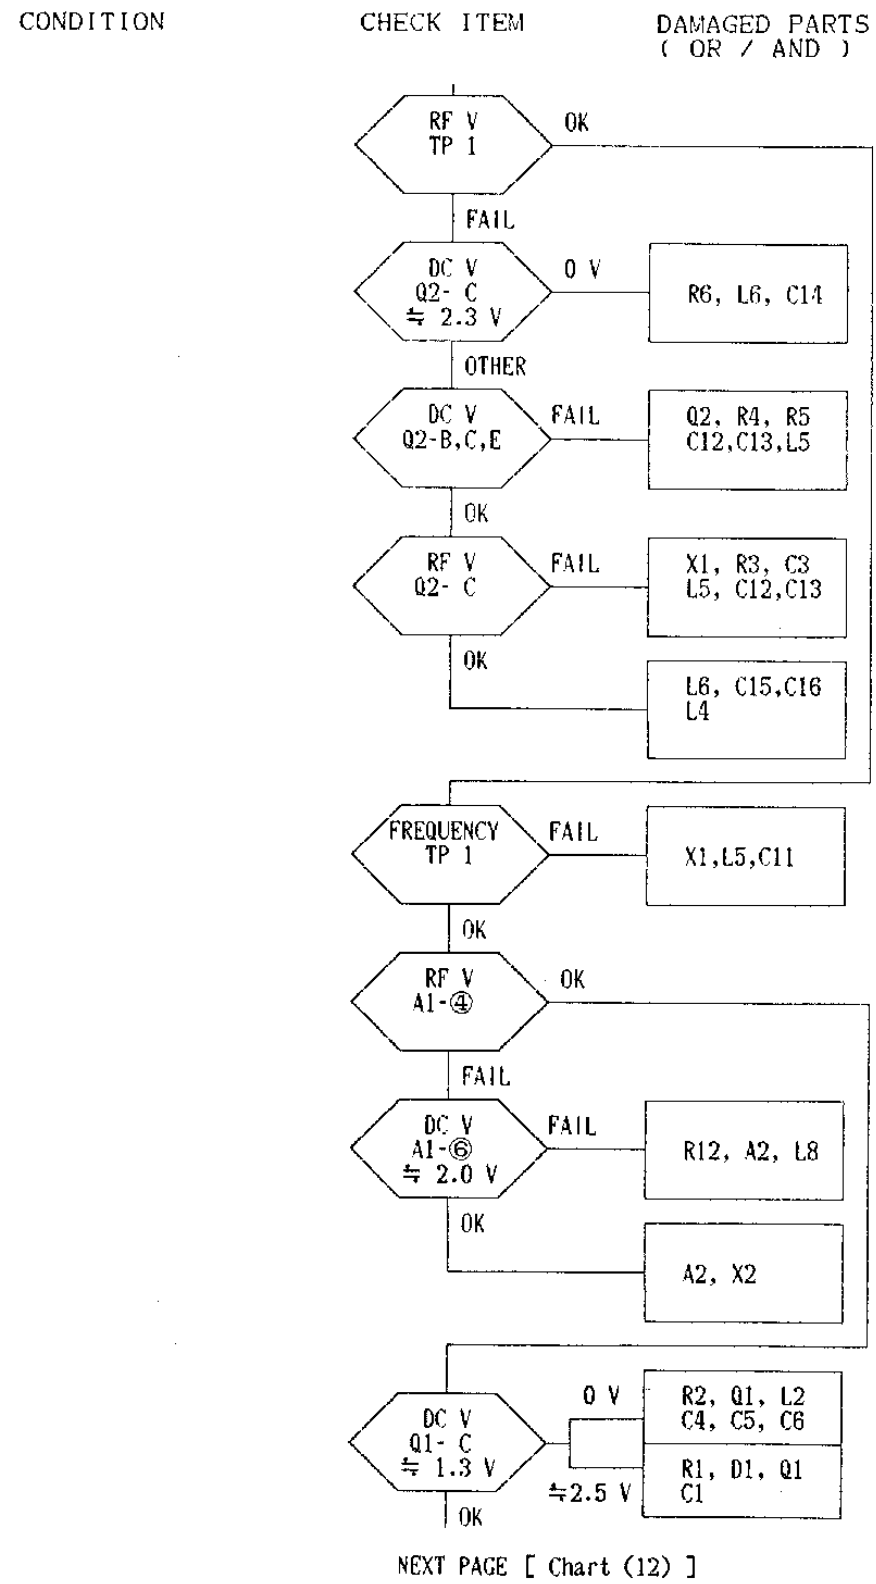 CONDITION
CHECK ITEM
DAMAGED PARTS
( OR / AND )
RF V
TP 1
OK
FAIL
DC V
Q2- C
≒ 2.3 V
0 V
R6, L6, C14
OTHER
DC V
Q2-B,C,E
FAIL
Q2, R4, R5
C12,C13,L5
OK
RF V
Q2- C
FAIL
X1, R3, C3
L5, C12,C13
OK
L6, C15,C16
L4
FREQUENCY
TP 1
FAIL
X1,L5,C11
OK
RF V
A1-④
OK
FAIL
DC V
A1-⑥
≒ 2.0 V
FAIL
R12, A2, L8
OK
A2, X2
DC V
Q1- C
≒ 1.3 V
0 V
R2, Q1, L2
C4, C5, C6
≒2.5 V
R1, D1, Q1
C1
OK
NEXT PAGE [ Chart (12) ]